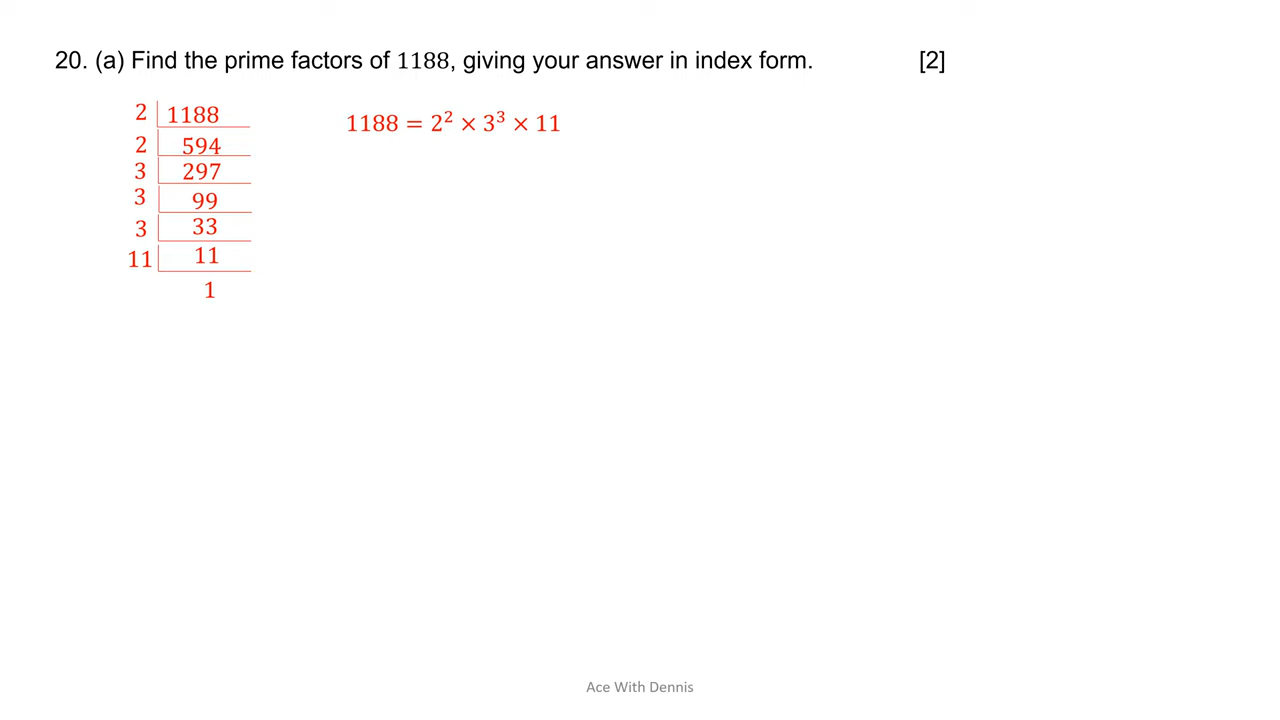 20. (a) Find the prime factors of 1188, giving your answer in index form. [2]
2 1188
1188 = 2² × 3³ × 11
2 594
3 297
3 99
3 33
11 11
1
Ace With Dennis